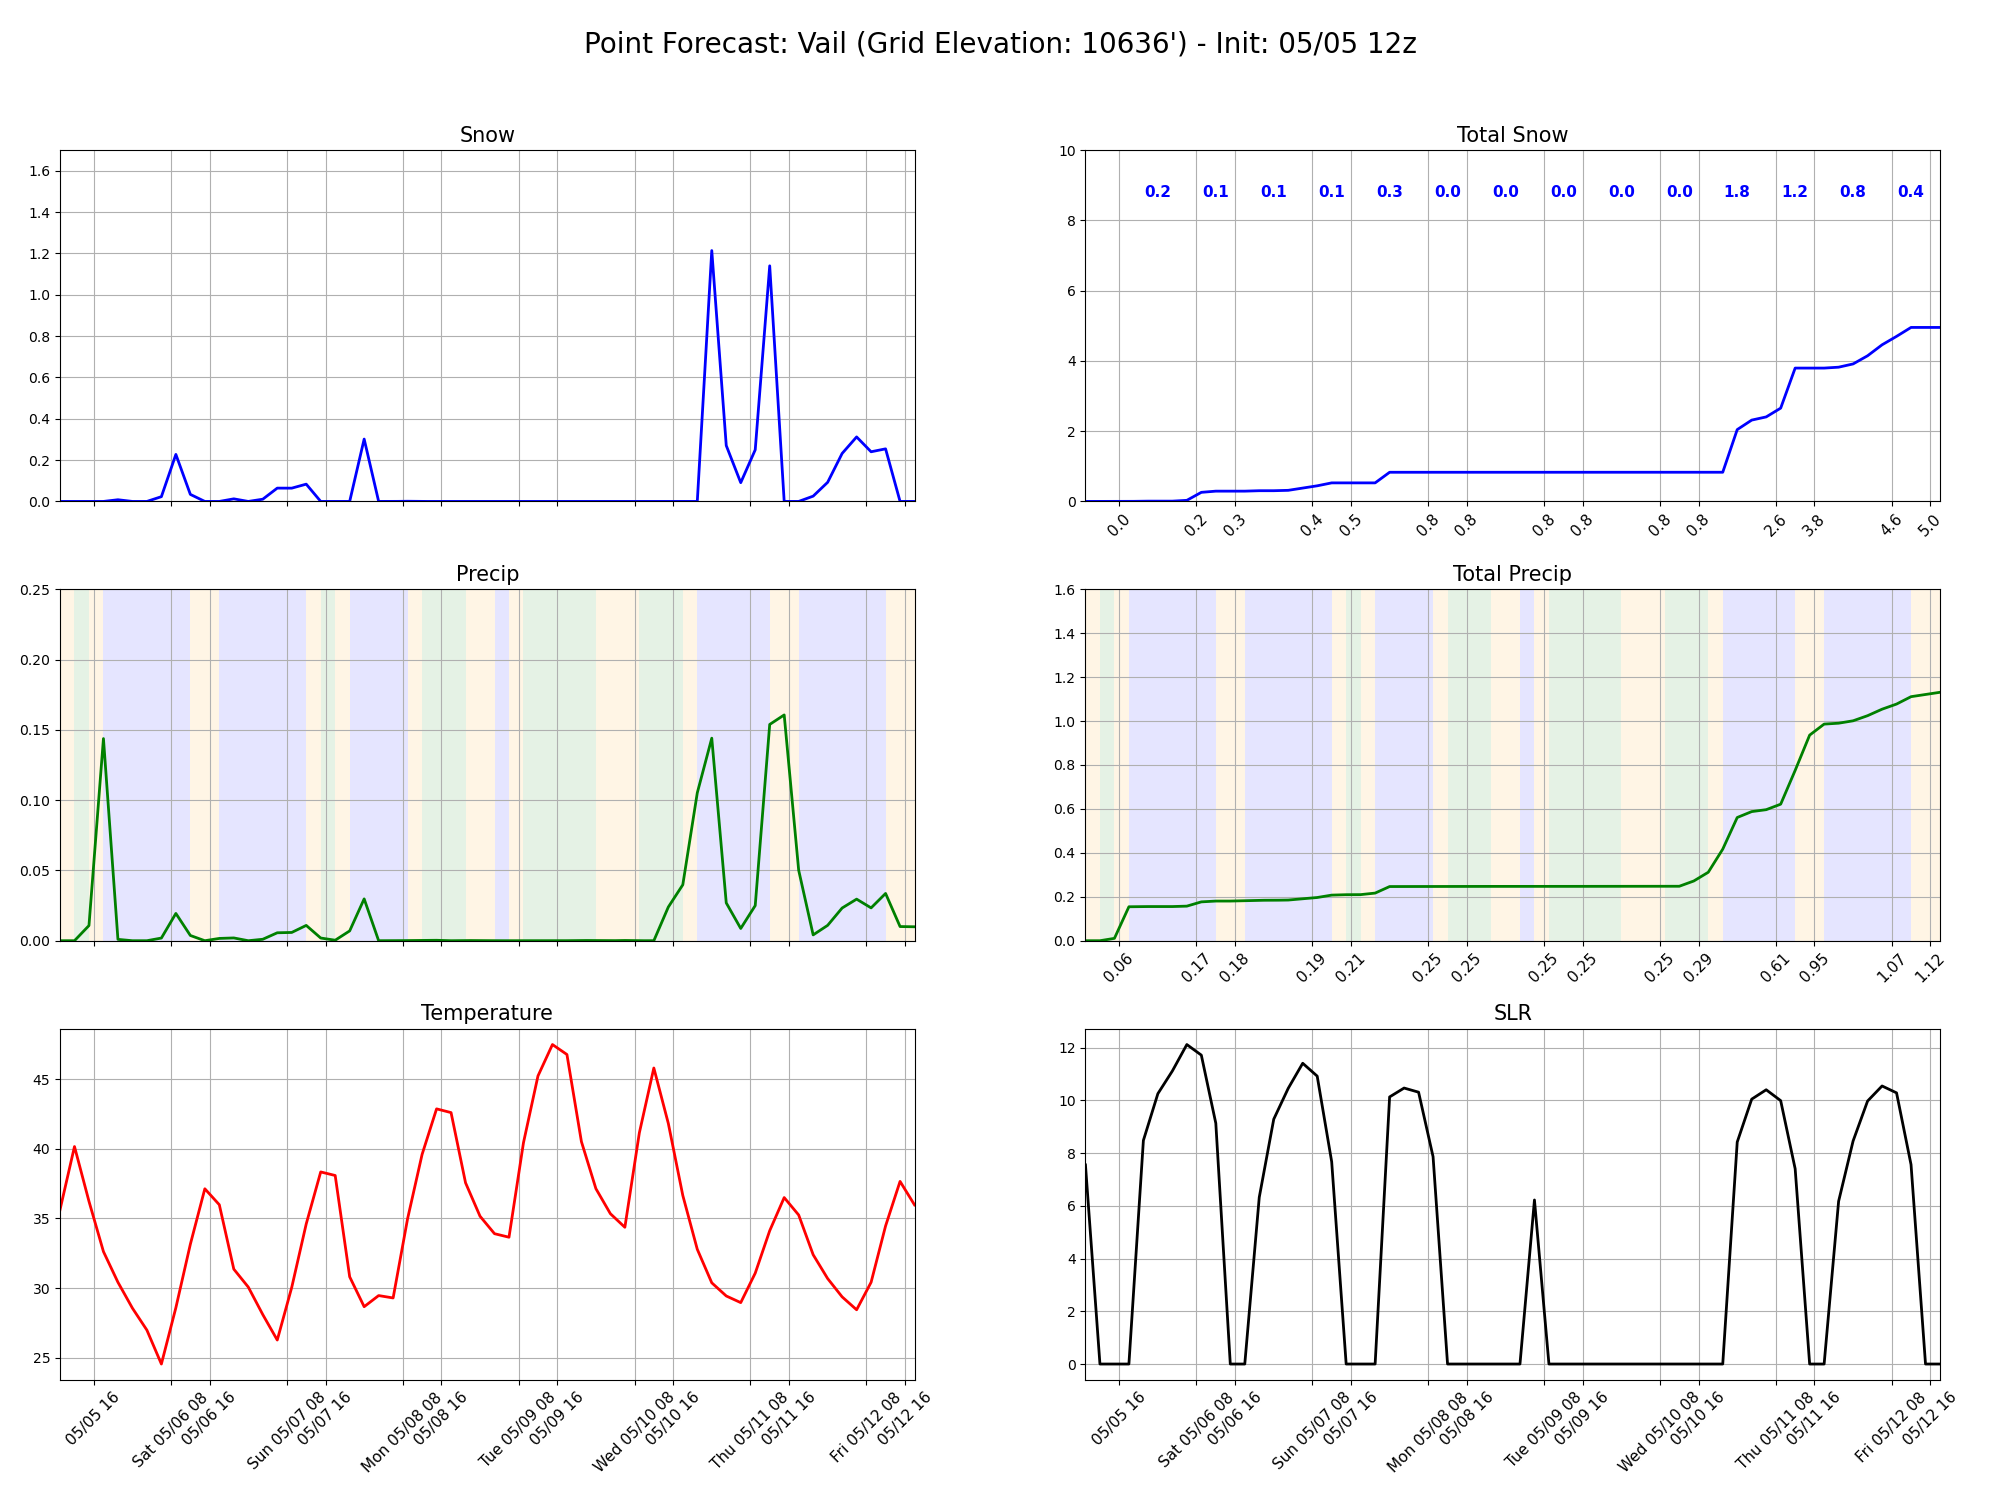 Point Forecast: Vail (Grid Elevation: 10636') - Init: 05/05 12z
Snow
1.6
1.4
1.2
1.0
0.8
0.6
0.4
0.2
0.0
Total Snow
10
8
6
4
2
0
0.2 0.1 0.1 0.1 0.3 0.0 0.0 0.0 0.0 0.0 1.8 1.2 0.8 0.4
0.0 0.2 0.3 0.4 0.5 0.8 0.8 0.8 0.8 0.8 0.8 2.6 3.8 4.6 5.0
Precip
0.25
0.20
0.15
0.10
0.05
0.00
Total Precip
1.6
1.4
1.2
1.0
0.8
0.6
0.4
0.2
0.0
0.06 0.17 0.18 0.19 0.21 0.25 0.25 0.25 0.25 0.25 0.29 0.61 0.95 1.07 1.12
Temperature
45
40
35
30
25
05/05 16
Sat 05/06 08
05/06 16
Sun 05/07 08
05/07 16
Mon 05/08 08
05/08 16
Tue 05/09 08
05/09 16
Wed 05/10 08
05/10 16
Thu 05/11 08
05/11 16
Fri 05/12 08
05/12 16
SLR
12
10
8
6
4
2
0
05/05 16
Sat 05/06 08
05/06 16
Sun 05/07 08
05/07 16
Mon 05/08 08
05/08 16
Tue 05/09 08
05/09 16
Wed 05/10 08
05/10 16
Thu 05/11 08
05/11 16
Fri 05/12 08
05/12 16